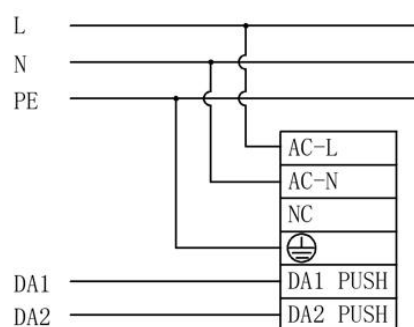 L
N
PE
AC-L
AC-N
NC
DA1
DA1 PUSH
DA2
DA2 PUSH